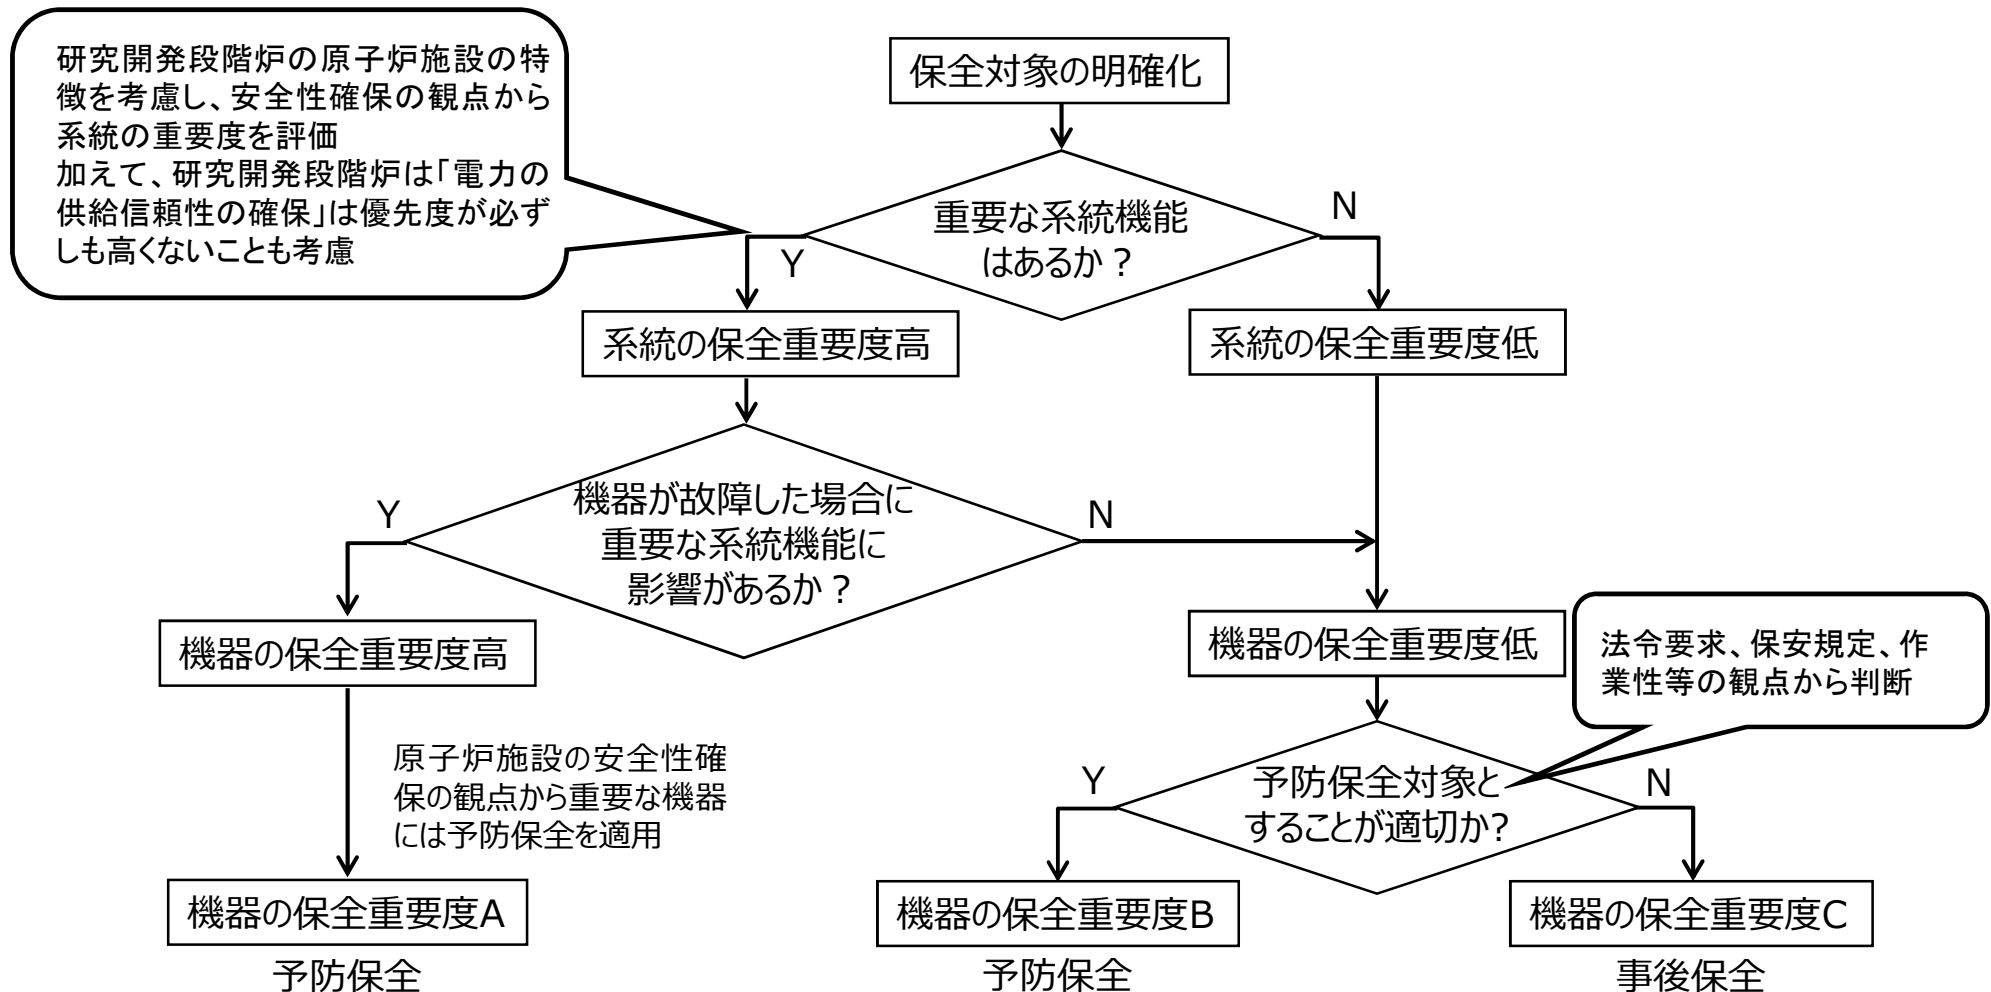 研究開発段階炉の原子炉施設の特
徴を考慮し、安全性確保の観点から
系統の重要度を評価
加えて、研究開発段階炉は「電力の
供給信頼性の確保」は優先度が必ず
しも高くないことも考慮
保全対象の明確化
重要な系統機能
はあるか？
Y
N
系統の保全重要度高
系統の保全重要度低
機器が故障した場合に
重要な系統機能に
影響があるか？
Y
N
機器の保全重要度高
機器の保全重要度低
法令要求、保安規定、作
業性等の観点から判断
原子炉施設の安全性確
保の観点から重要な機器
には予防保全を適用
予防保全対象と
することが適切か?
Y
N
機器の保全重要度A
機器の保全重要度B
機器の保全重要度C
予防保全
予防保全
事後保全